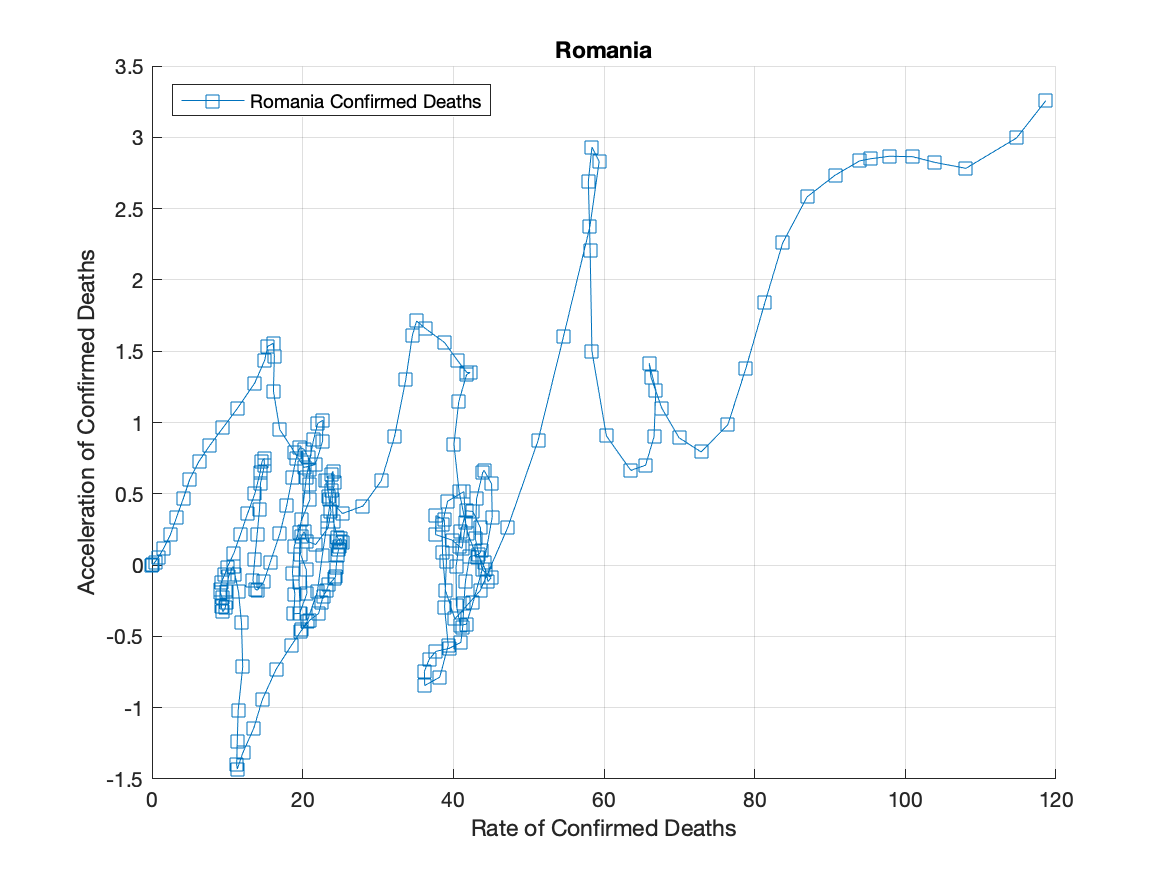 Romania
Romania Confirmed Deaths
Acceleration of Confirmed Deaths
3.5
3
2.5
2
1.5
1
0.5
0
-0.5
-1
-1.5
0 20 40 60 80 100 120
Rate of Confirmed Deaths